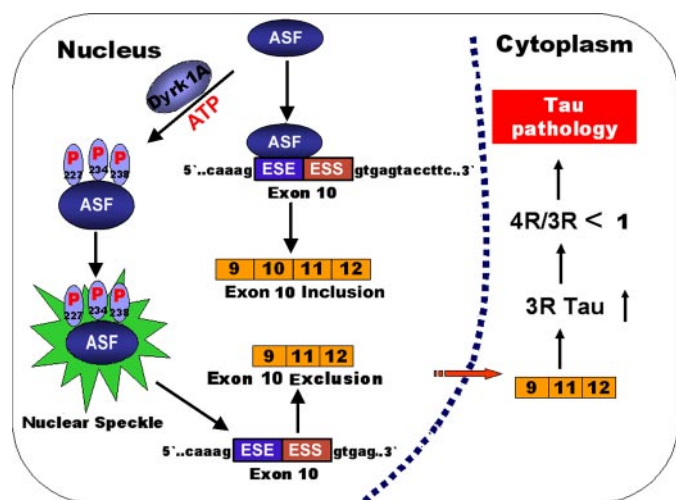 Nucleus
Cytoplasm
ASF
Dyrk1A
ATP
P P P
227 234 238
ASF
ASF
5`..caaag ESE ESS gtgagtaccttc..3`
Exon 10
9 10 11 12
Exon 10 Inclusion
P P P
227 234 238
ASF
Nuclear Speckle
9 11 12
Exon 10 Exclusion
5`..caaag ESE ESS gtgag..3`
Exon 10
Tau
pathology
4R/3R < 1
3R Tau
9 11 12